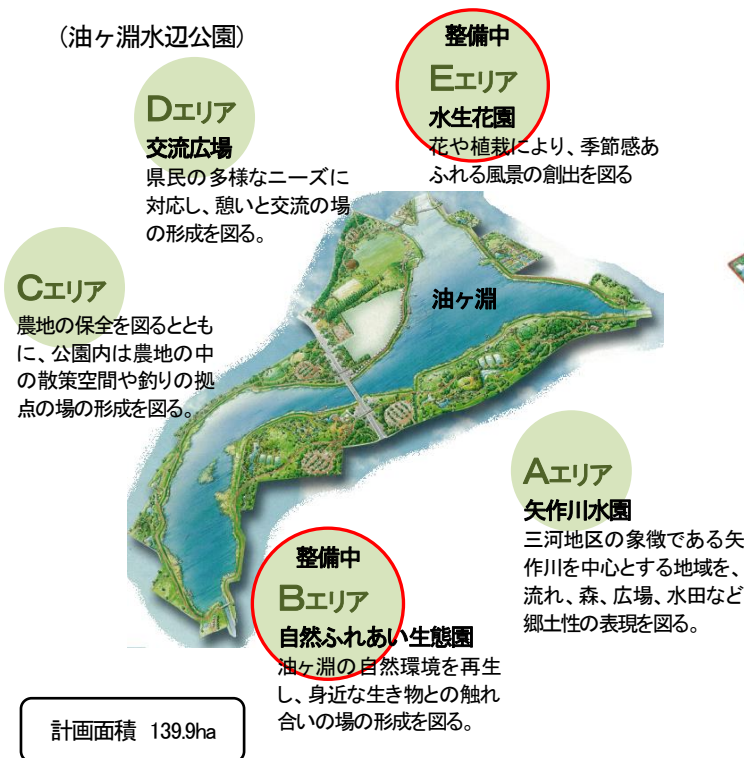 (油ヶ淵水辺公園)
整備中
Eエリア
水生花園
花や植栽により、季節感あ
ふれる風景の創出を図る
Dエリア
交流広場
県民の多様なニーズに
対応し、憩いと交流の場
の形成を図る。
Cエリア
農地の保全を図るととも
に、公園内は農地の中
の散策空間や釣りの拠
点の場の形成を図る。
油ヶ淵
Aエリア
矢作川水園
三河地区の象徴である矢
作川を中心とする地域を、
流れ、森、広場、水田など
郷土性の表現を図る。
整備中
Bエリア
自然ふれあい生態園
油ヶ淵の自然環境を再生
し、身近な生き物との触れ
合いの場の形成を図る。
計画面積 139.9ha